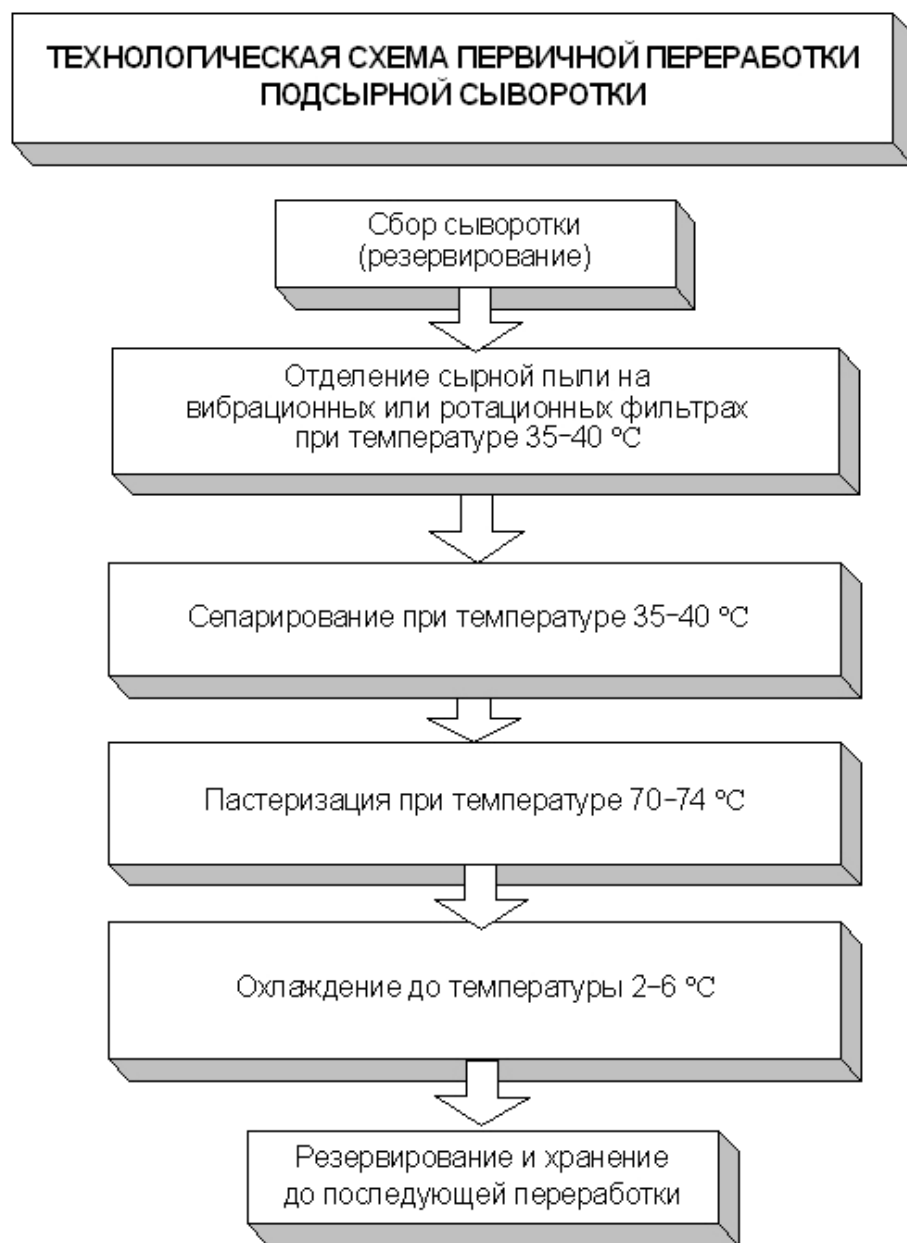 ТЕХНОЛОГИЧЕСКАЯ СХЕМА ПЕРВИЧНОЙ ПЕРЕРАБОТКИ
ПОДСЫРНОЙ СЫВОРОТКИ
Сбор сыворотки
(резервирование)
Отделение сырной пыли на
вибрационных или ротационных фильтрах
при температуре 35–40 °С
Сепарирование при температуре 35–40 °С
Пастеризация при температуре 70–74 °С
Охлаждение до температуры 2–6 °С
Резервирование и хранение
до последующей переработки